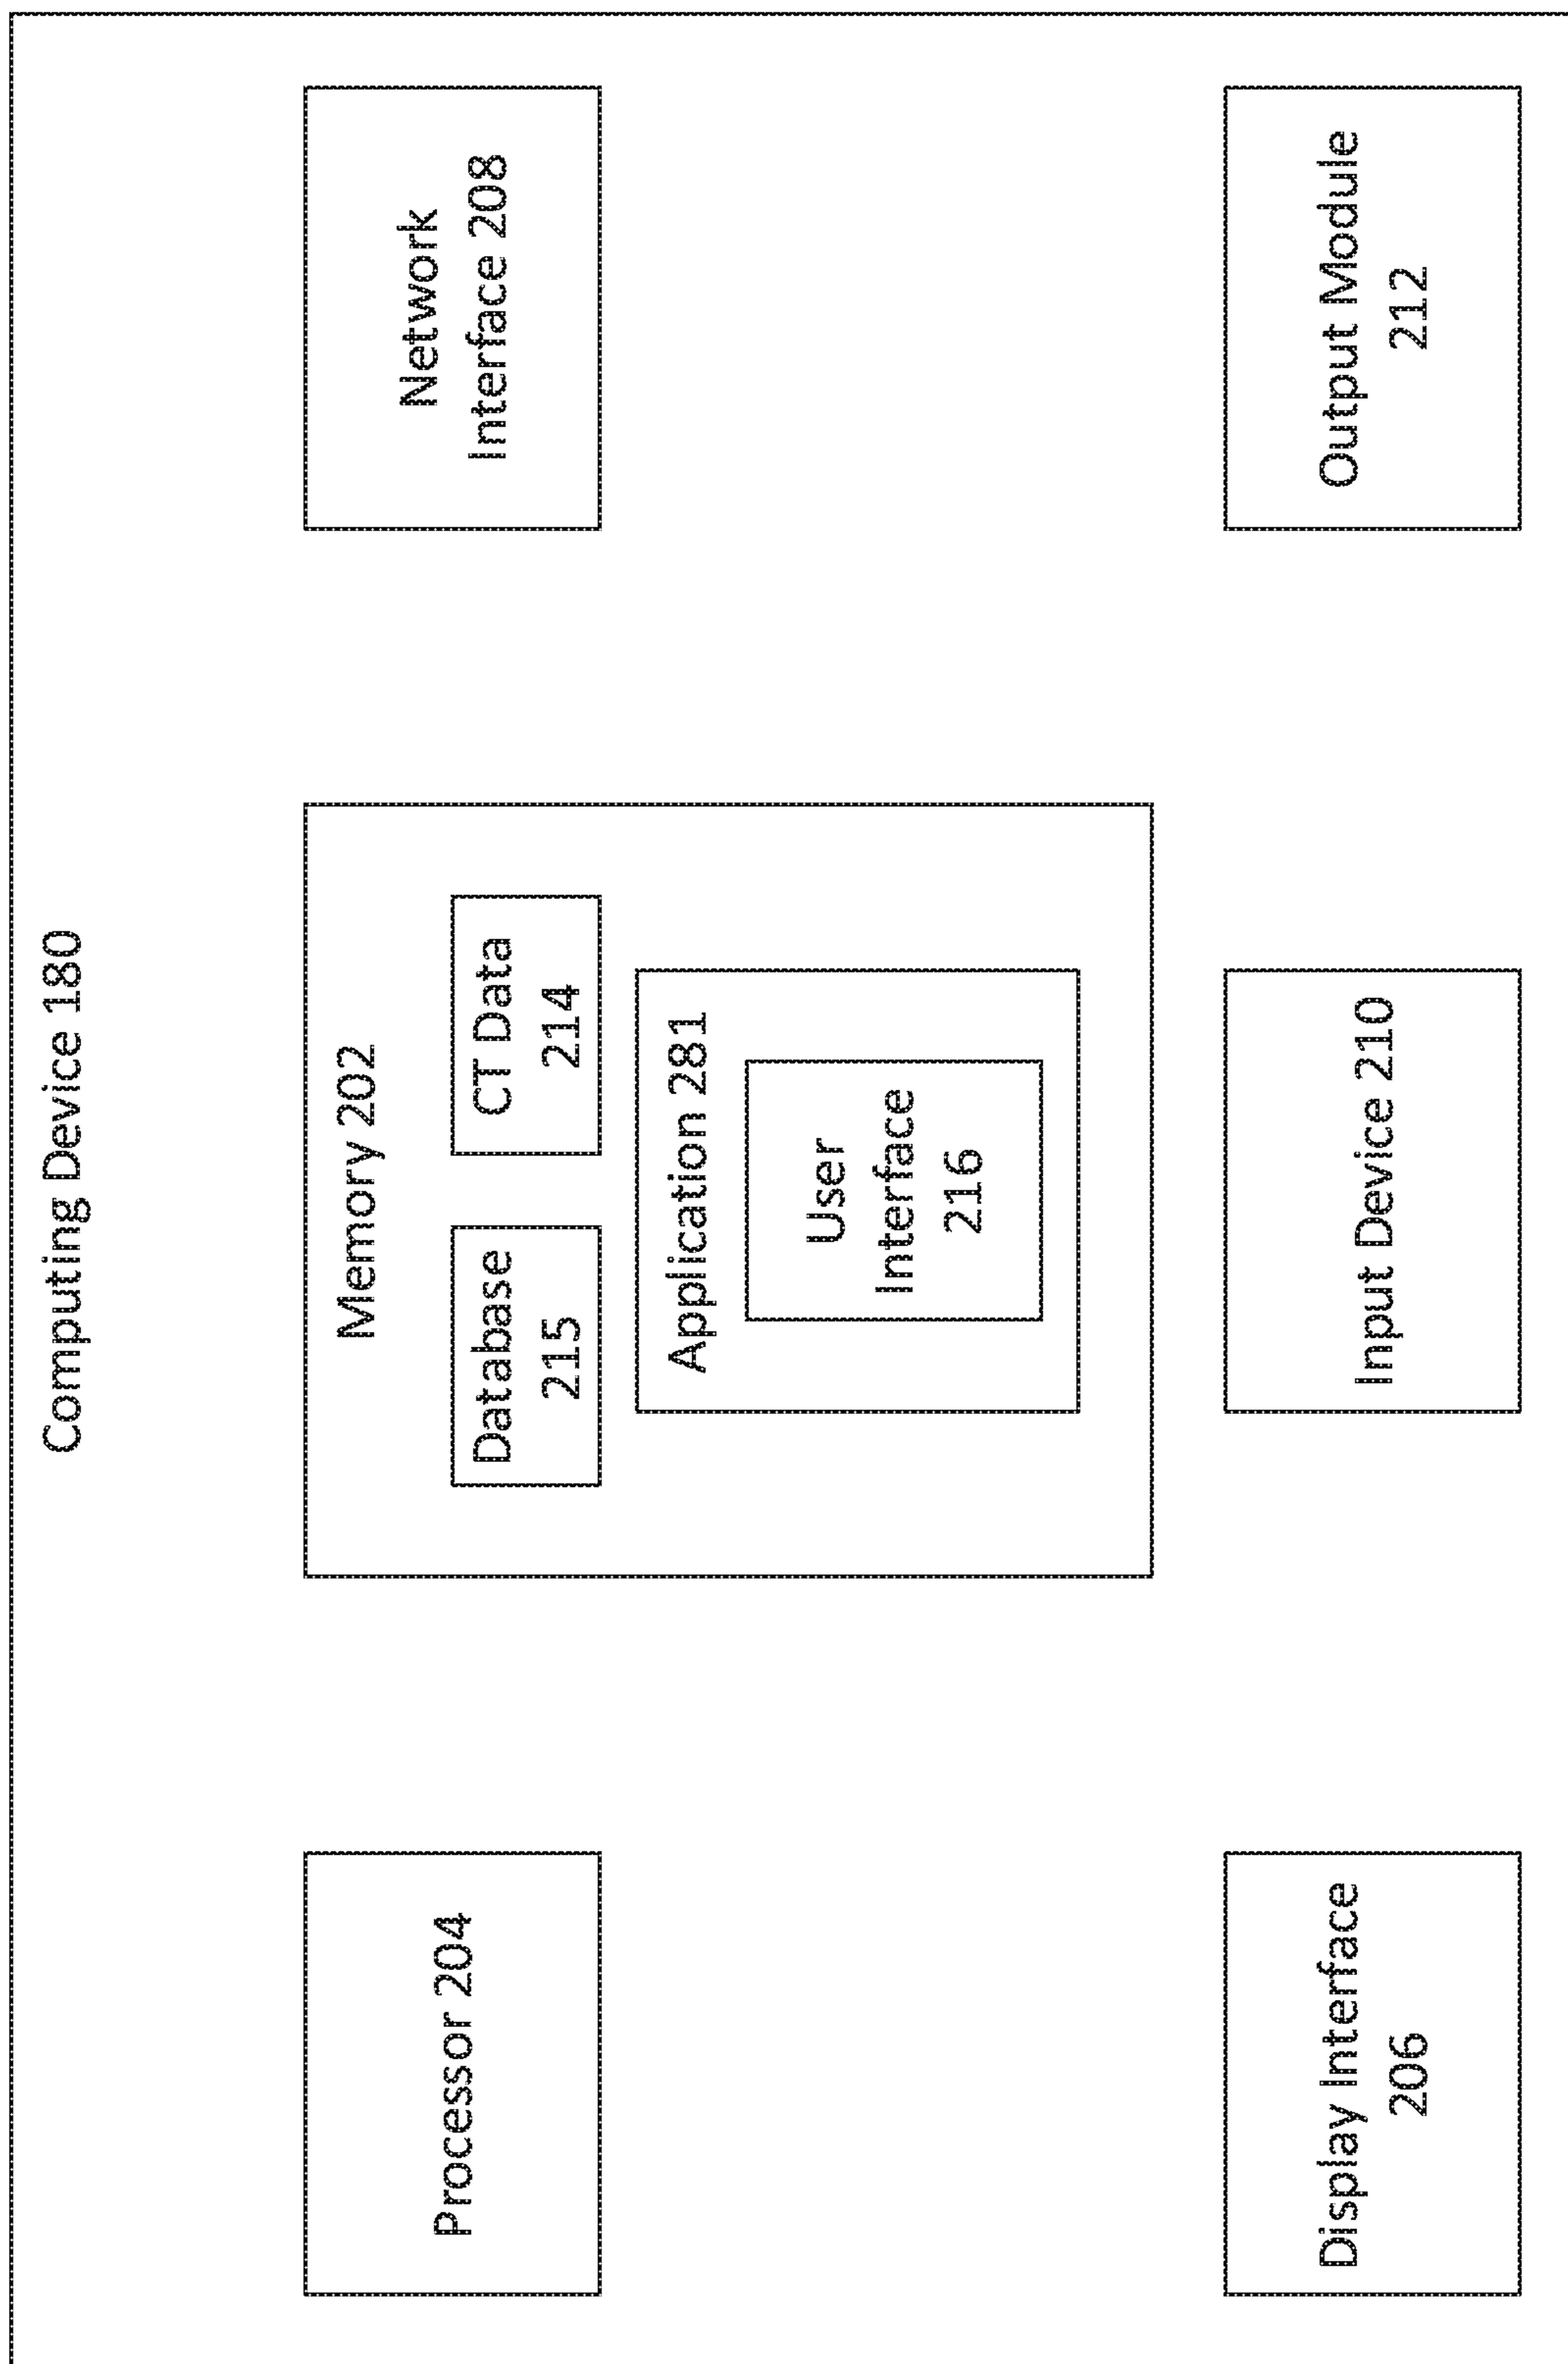 Computing Device 180
Processor 204
Memory 202
Database
215
CT Data
214
Application 281
User
Interface
216
Network
Interface 208
Display Interface
206
Input Device 210
Output Module
212